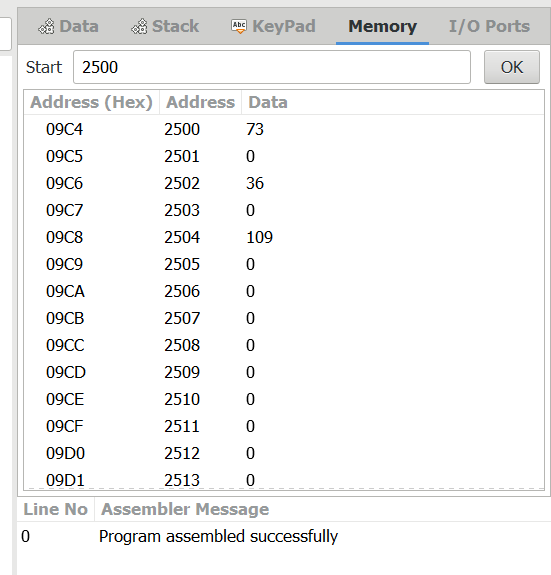 Data Stack Abc KeyPad Memory I/O Ports
Start 2500 OK
Address (Hex) Address Data
09C4 2500 73
09C5 2501 0
09C6 2502 36
09C7 2503 0
09C8 2504 109
09C9 2505 0
09CA 2506 0
09CB 2507 0
09CC 2508 0
09CD 2509 0
09CE 2510 0
09CF 2511 0
09D0 2512 0
09D1 2513 0
Line No Assembler Message
0 Program assembled successfully